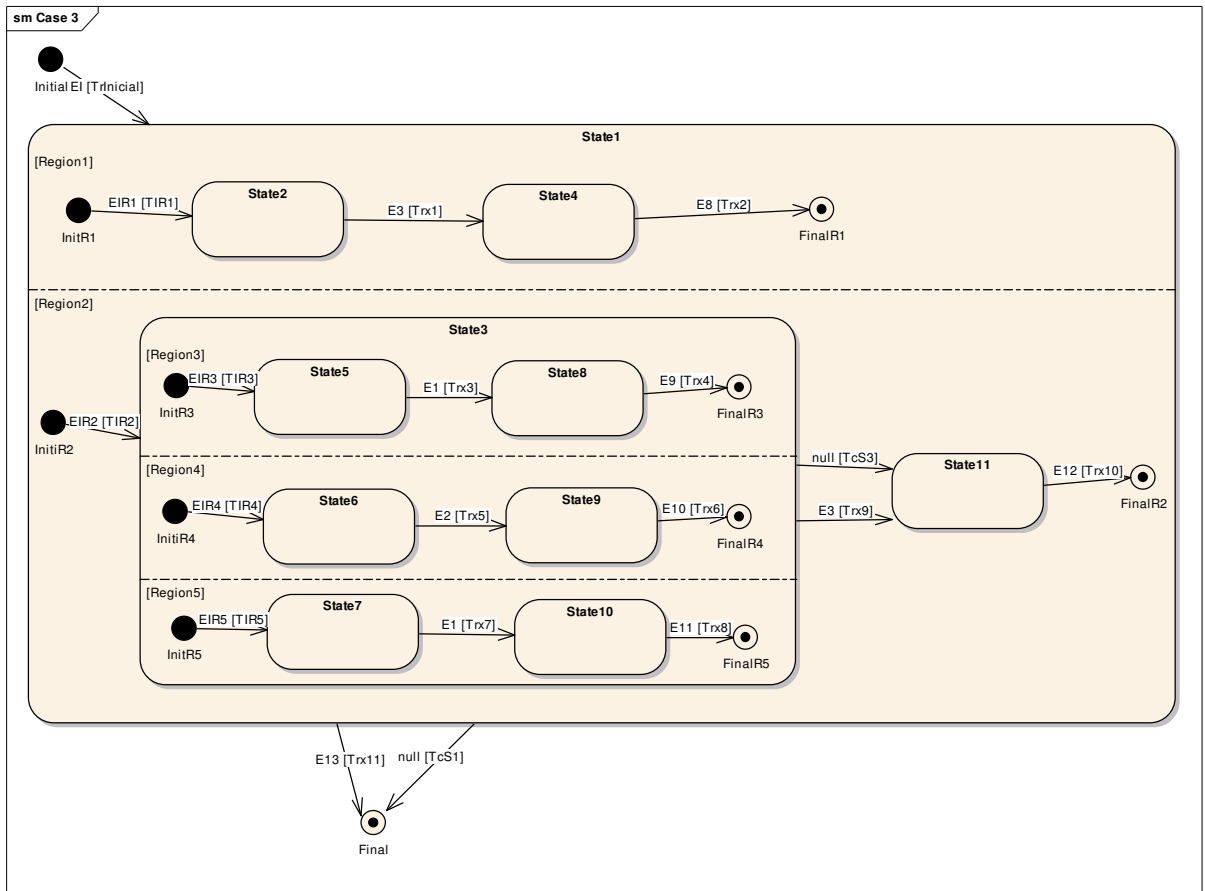 sm Case 3
Initial
EI [TrInicial]
State1
[Region1]
InitR1
EIR1 [TIR1]
State2
E3 [Trx1]
State4
E8 [Trx2]
FinalR1
[Region2]
InitiR2
EIR2 [TIR2]
State3
[Region3]
InitR3
EIR3 [TIR3]
State5
E1 [Trx3]
State8
E9 [Trx4]
FinalR3
[Region4]
InitiR4
EIR4 [TIR4]
State6
E2 [Trx5]
State9
E10 [Trx6]
FinalR4
[Region5]
InitR5
EIR5 [TIR5]
State7
E1 [Trx7]
State10
E11 [Trx8]
FinalR5
null [TcS3]
E3 [Trx9]
State11
E12 [Trx10]
FinalR2
E13 [Trx11]
null [TcS1]
Final